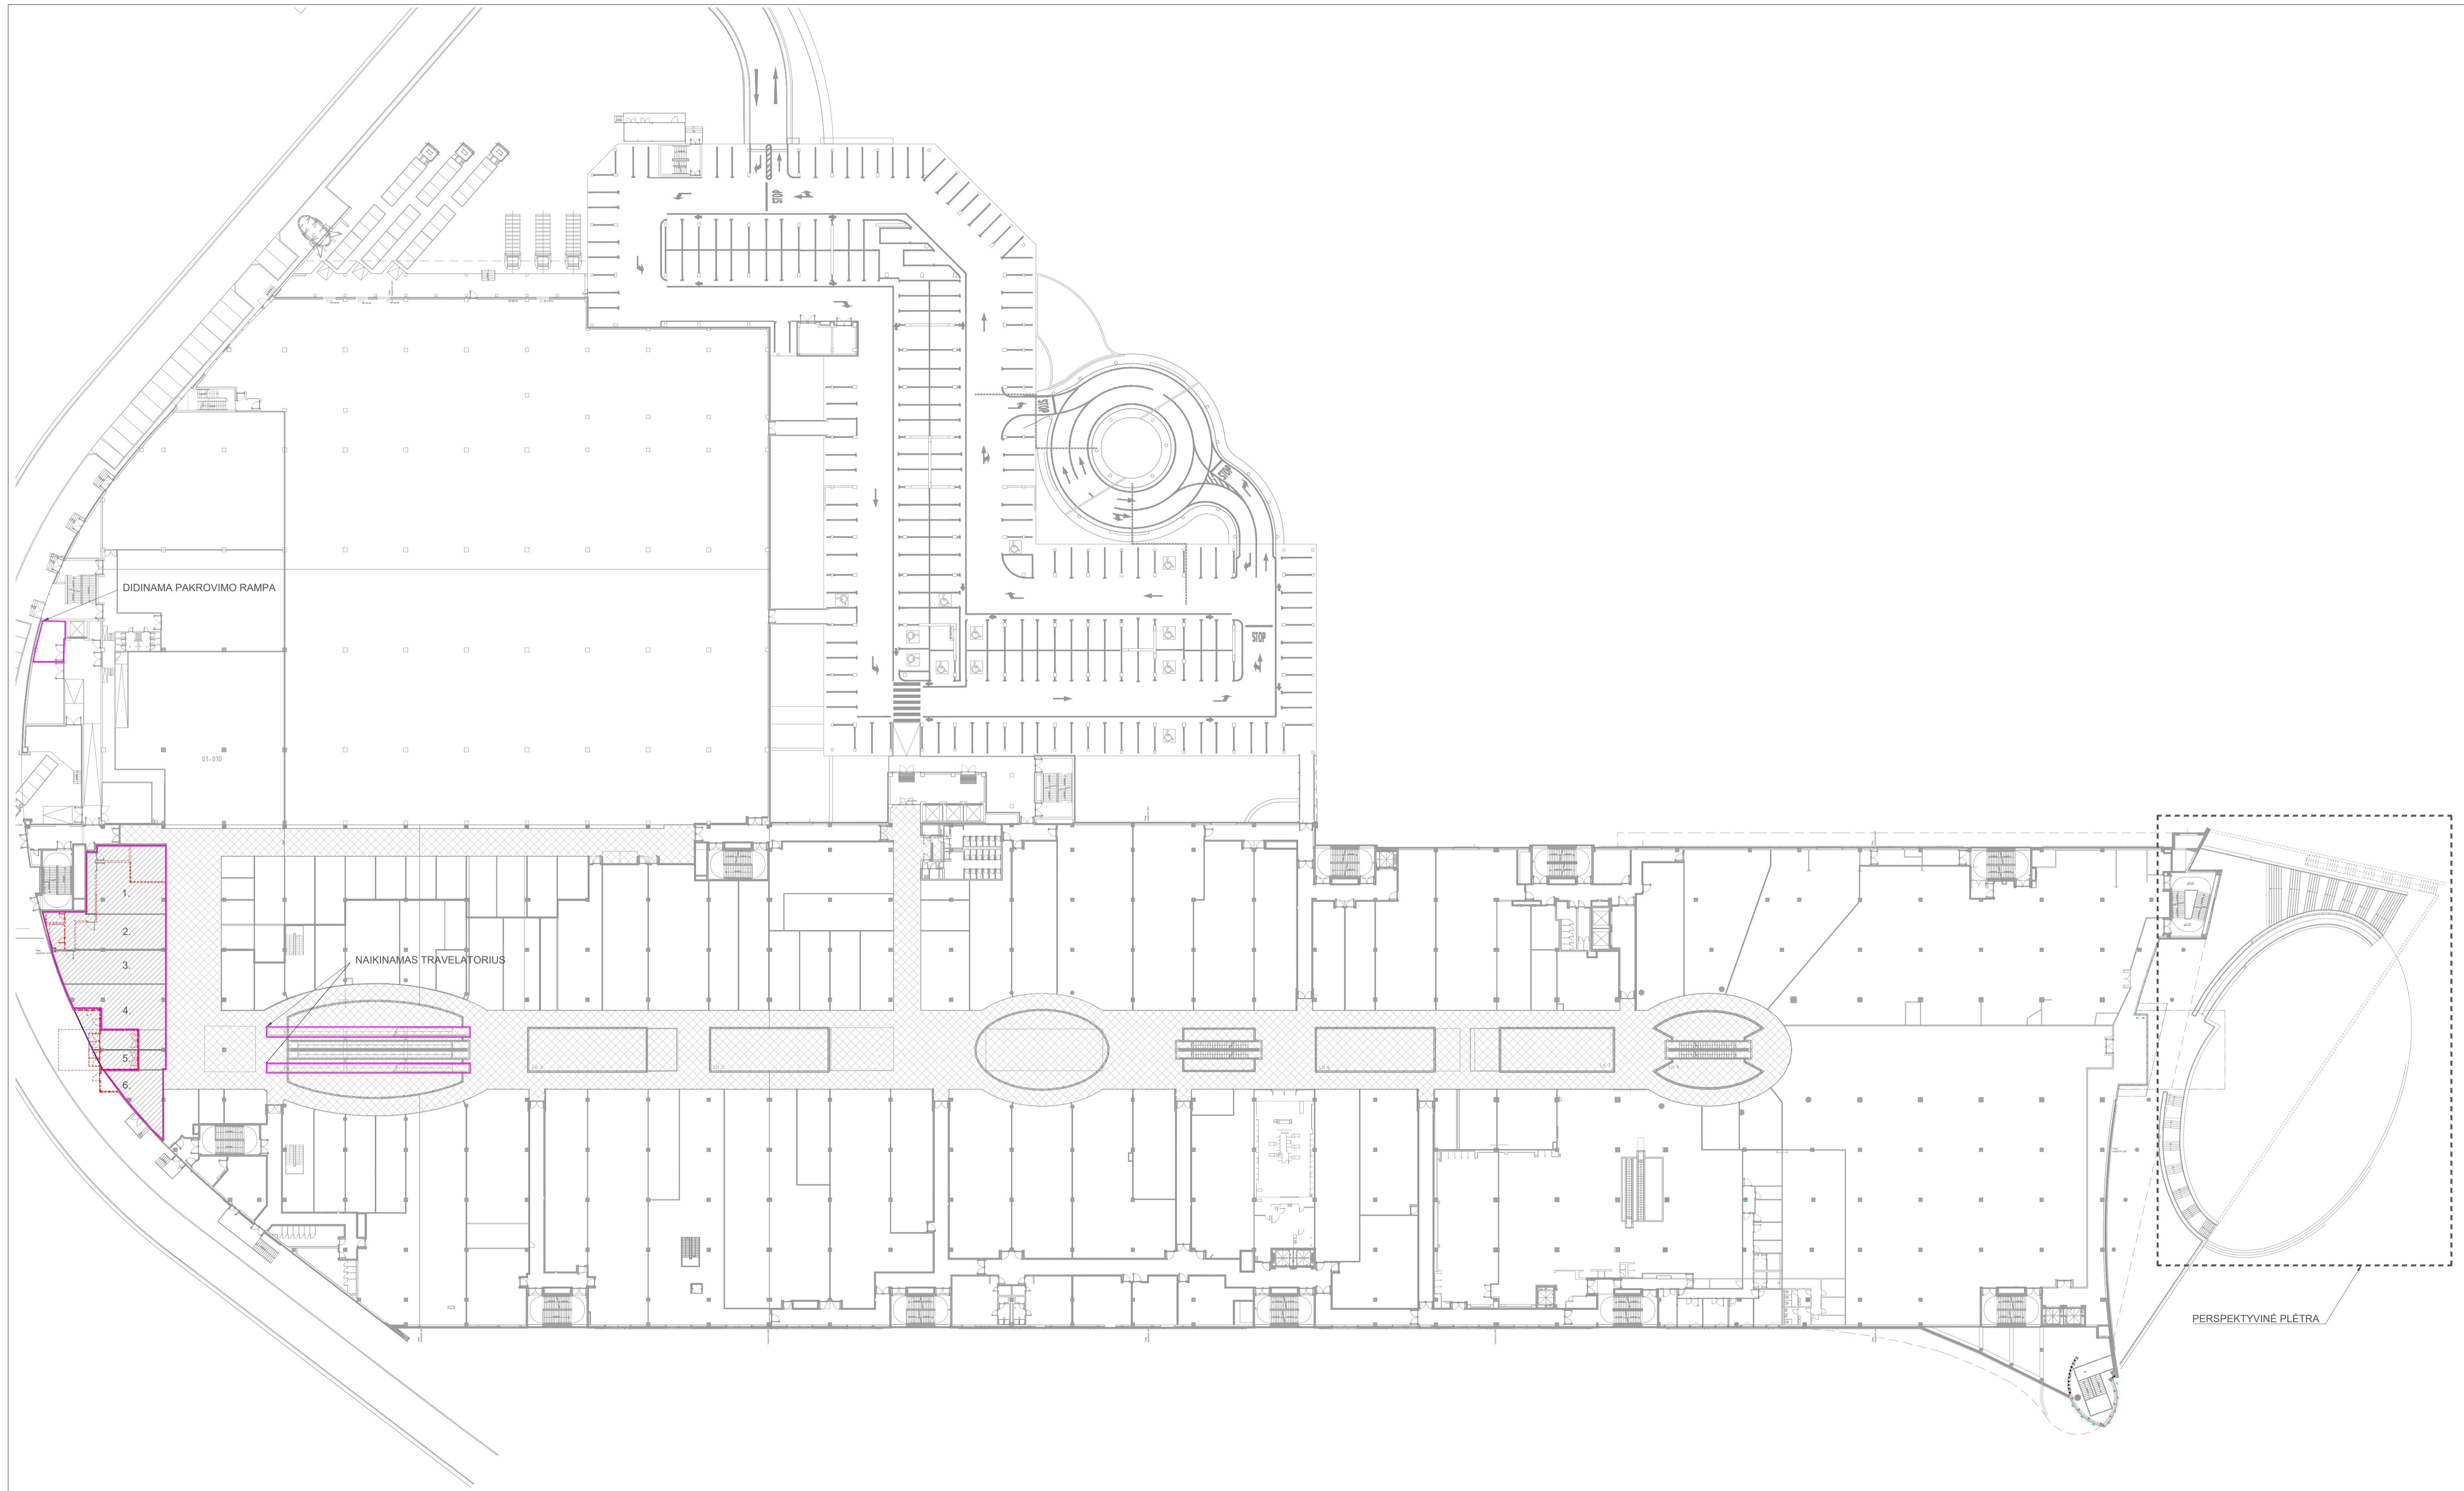 STOP
STOP
STOP
DIDINAMA PAKROVIMO RAMPA
STOP
01-010
1.
2.
3.
NAIKINAMAS TRAVELATORIUS
4.
5.
6.
PERSPEKTYVINĖ PLĖTRA